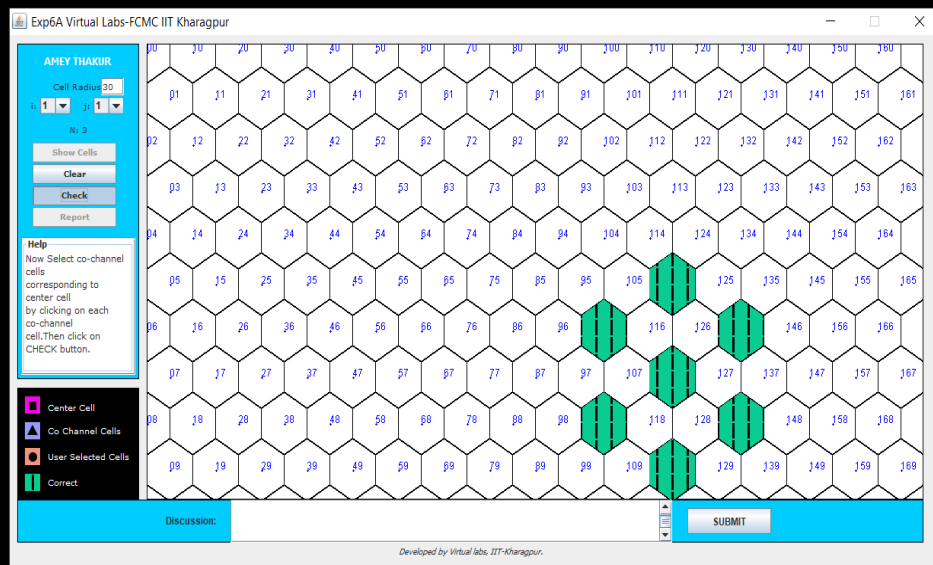 Exp6A Virtual Labs-FCMC IIT Kharagpur
AMEY THAKUR
Cell Radius 30
i: 1 j: 1
N: 3
Show Cells
Clear
Check
Report
Help
Now Select co-channel
cells
corresponding to
center cell
by clicking on each
co-channel
cell.Then click on
CHECK button.
Center Cell
Co Channel Cells
User Selected Cells
Correct
00 10 20 30 40 50 60 70 80 90 100 110 120 130 140 150 160
01 11 21 31 41 51 61 71 81 91 101 111 121 131 141 151 161
02 12 22 32 42 52 62 72 82 92 102 112 122 132 142 152 162
03 13 23 33 43 53 63 73 83 93 103 113 123 133 143 153 163
04 14 24 34 44 54 64 74 84 94 104 114 124 134 144 154 164
05 15 25 35 45 55 65 75 85 95 105 125 135 145 155 165
06 16 26 36 46 56 66 76 86 96 116 126 146 156 166
07 17 27 37 47 57 67 77 87 97 107 127 137 147 157 167
08 18 28 38 48 58 68 78 88 98 118 128 148 158 168
09 19 29 39 49 59 69 79 89 99 109 129 139 149 159 169
Discussion:
SUBMIT
Developed by Virtual labs, IIT-Kharagpur.